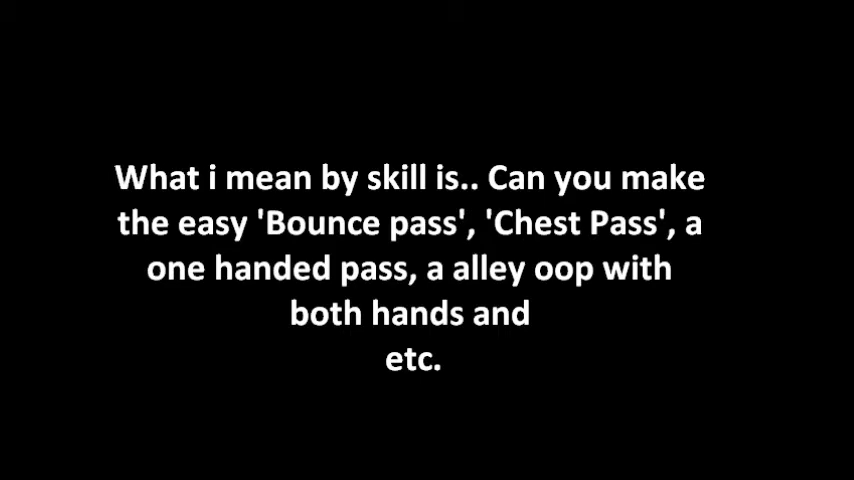 What i mean by skill is.. Can you make
the easy 'Bounce pass', 'Chest Pass', a
one handed pass, a alley oop with
both hands and
etc.